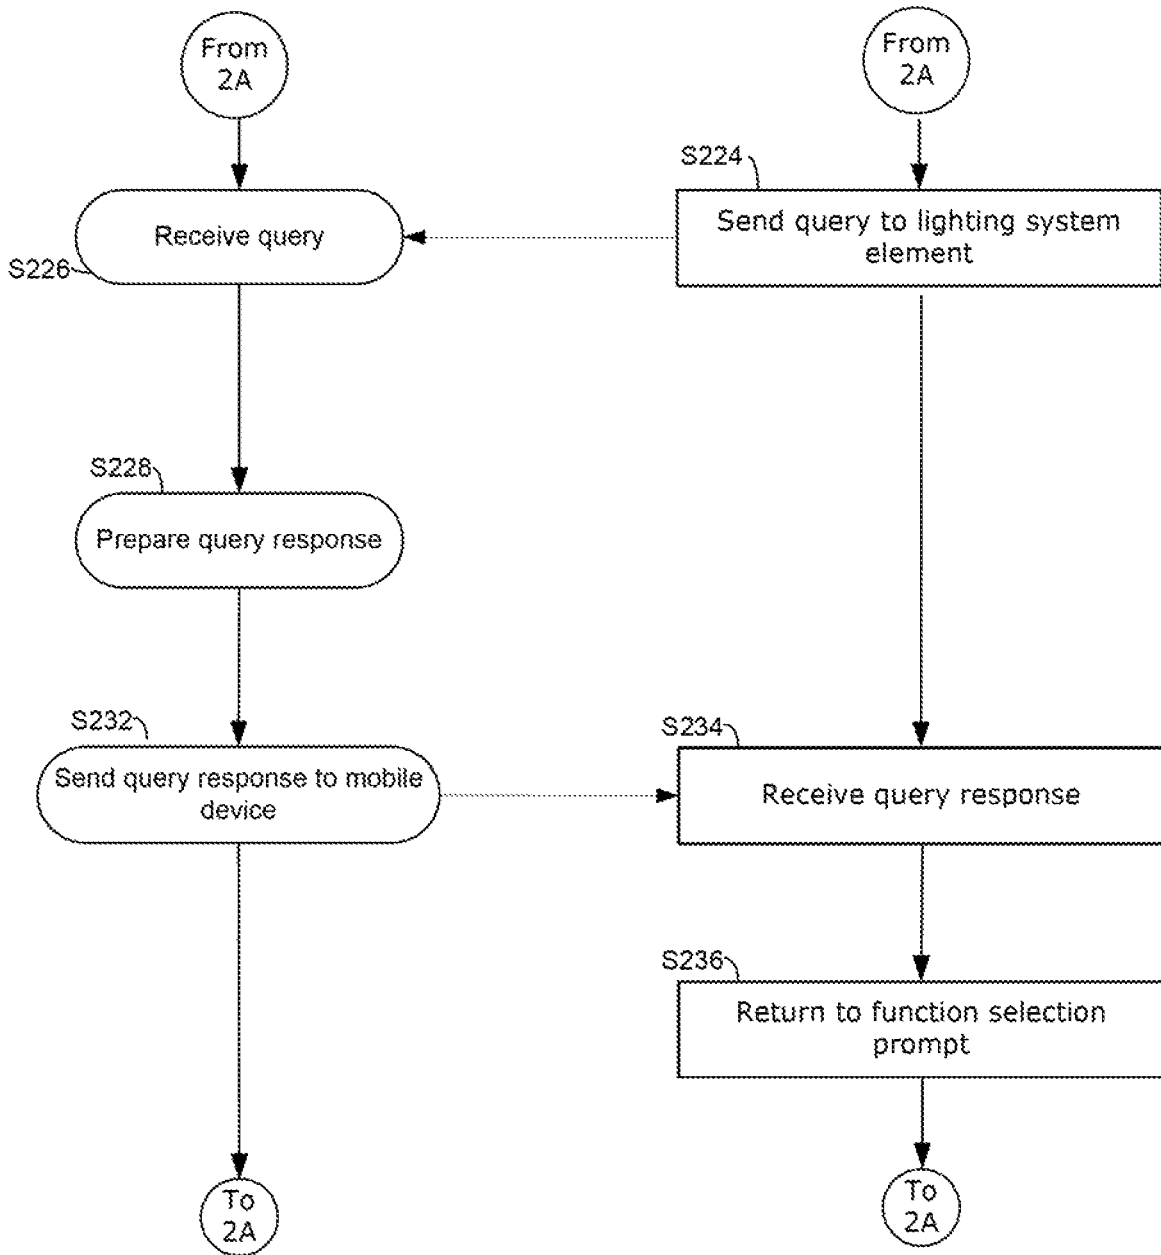 From
2A
From
2A
S224
Send query to lighting system
element
Receive query
S226
S228
Prepare query response
S232
Send query response to mobile
device
S234
Receive query response
S236
Return to function selection
prompt
To
2A
To
2A